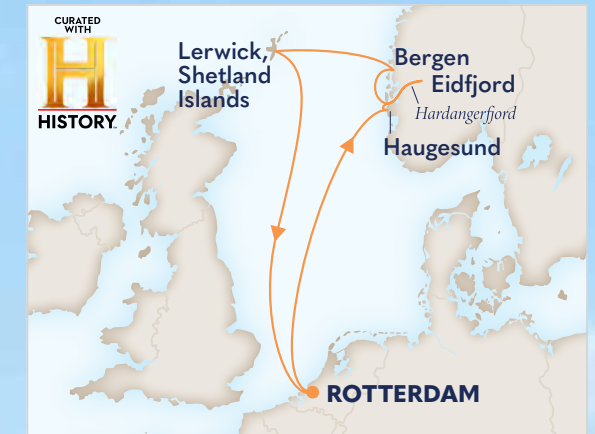 CURATED
WITH
H
HISTORY.
Lerwick,
Shetland
Islands
Bergen
Eidfjord
Hardangerfjord
Haugesund
ROTTERDAM